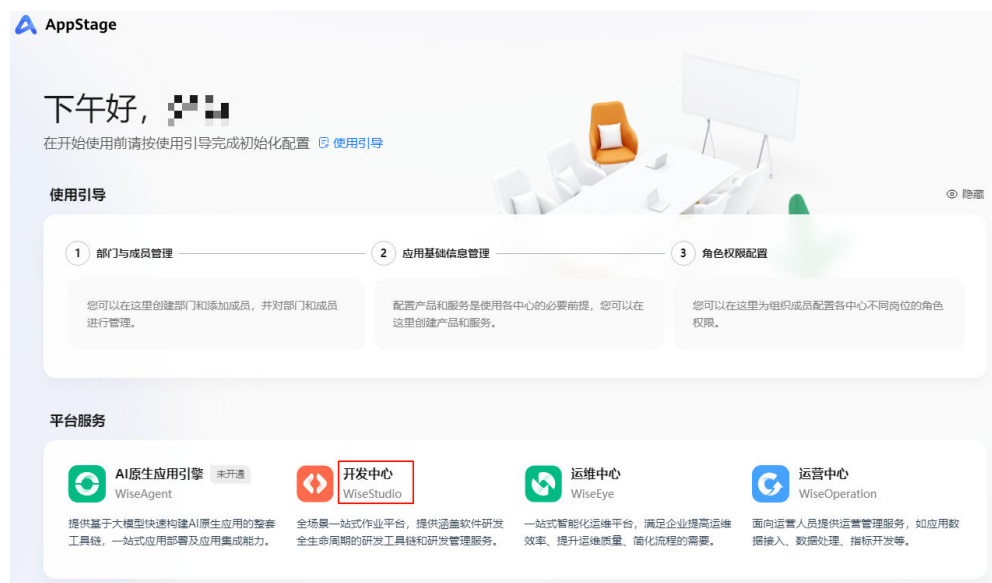 AppStage
下午好，
在开始使用前请按使用引导完成初始化配置 使用引导
使用引导
隐藏
1 部门与成员管理
2 应用基础信息管理
3 角色权限配置
您可以在这里创建部门和添加成员，并对部门和成员
进行管理。
配置产品和服务是使用各中心的必要前提，您可以在
这里创建产品和服务。
您可以在这里为组织成员配置各中心不同岗位的角色
权限。
平台服务
AI原生应用引擎 未开通
WiseAgent
提供基于大模型快速构建AI原生应用的整套
工具链，一站式应用部署及应用集成能力。
开发中心
WiseStudio
全场景一站式作业平台，提供涵盖软件研发
全生命周期的研发工具链和研发管理服务。
运维中心
WiseEye
一站式智能化运维平台，满足企业提高运维
效率、提升运维质量、简化流程的需要。
运营中心
WiseOperation
面向运营人员提供运营管理服务，如应用数
据接入、数据处理、指标开发等。